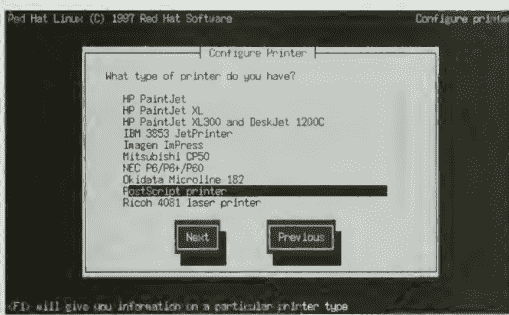 Red Hat Linux (C) 1997 Red Hat Software
Configure printer
Configure Printer
What type of printer do you have?
HP PaintJet
HP PaintJet XL
HP PaintJet XL300 and DeskJet 1200C
IBM 3853 JetPrinter
Imagen ImPress
Mitsubishi CP50
NEC P6/P6+/P60
Okidata Microline 182
PostScript printer
Ricoh 4081 laser printer
Next
Previous
<F1> will give you information on a particular printer type